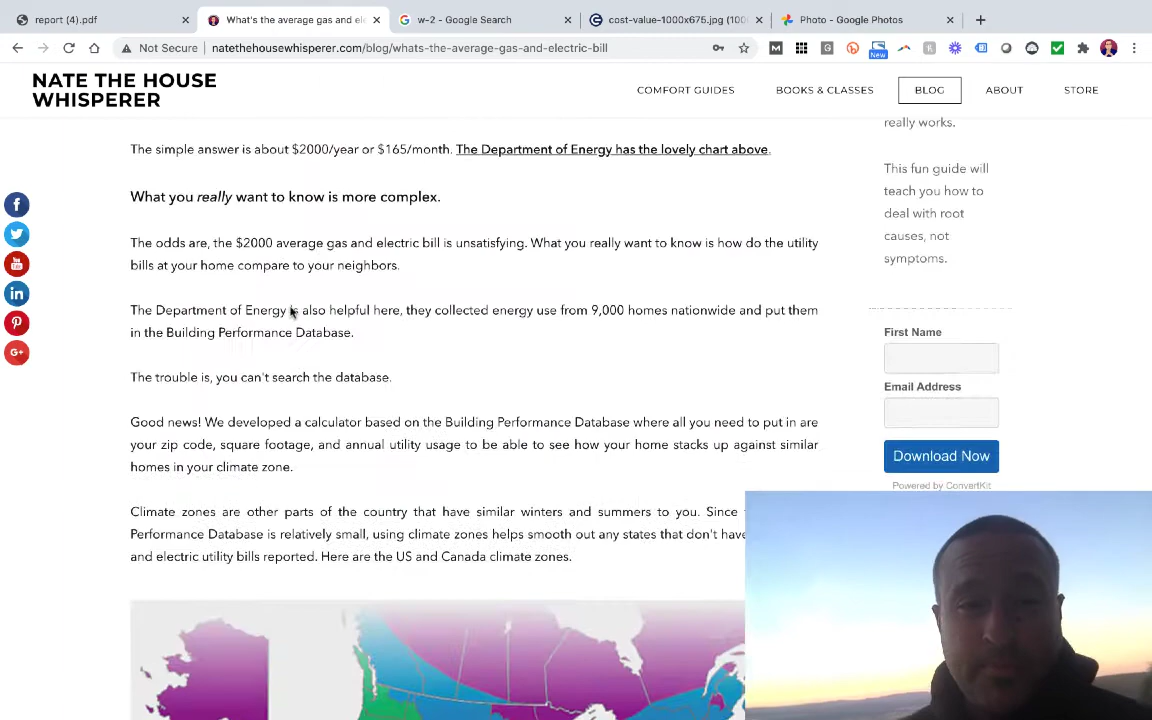 report (4).pdf
What's the average gas and ele
w-2 - Google Search
cost-value-1000x675.jpg (100
Photo - Google Photos
Not Secure
natethehousewhisperer.com/blog/whats-the-average-gas-and-electric-bill
New
NATE THE HOUSE
WHISPERER
COMFORT GUIDES
BOOKS & CLASSES
BLOG
ABOUT
STORE
The simple answer is about $2000/year or $165/month. The Department of Energy has the lovely chart above.
What you really want to know is more complex.
The odds are, the $2000 average gas and electric bill is unsatisfying. What you really want to know is how do the utility
bills at your home compare to your neighbors.
The Department of Energy is also helpful here, they collected energy use from 9,000 homes nationwide and put them
in the Building Performance Database.
The trouble is, you can't search the database.
Good news! We developed a calculator based on the Building Performance Database where all you need to put in are
your zip code, square footage, and annual utility usage to be able to see how your home stacks up against similar
homes in your climate zone.
Climate zones are other parts of the country that have similar winters and summers to you. Since
Performance Database is relatively small, using climate zones helps smooth out any states that don't have
and electric utility bills reported. Here are the US and Canada climate zones.
really works.
This fun guide will
teach you how to
deal with root
causes, not
symptoms.
First Name
Email Address
Download Now
Powered by ConvertKit